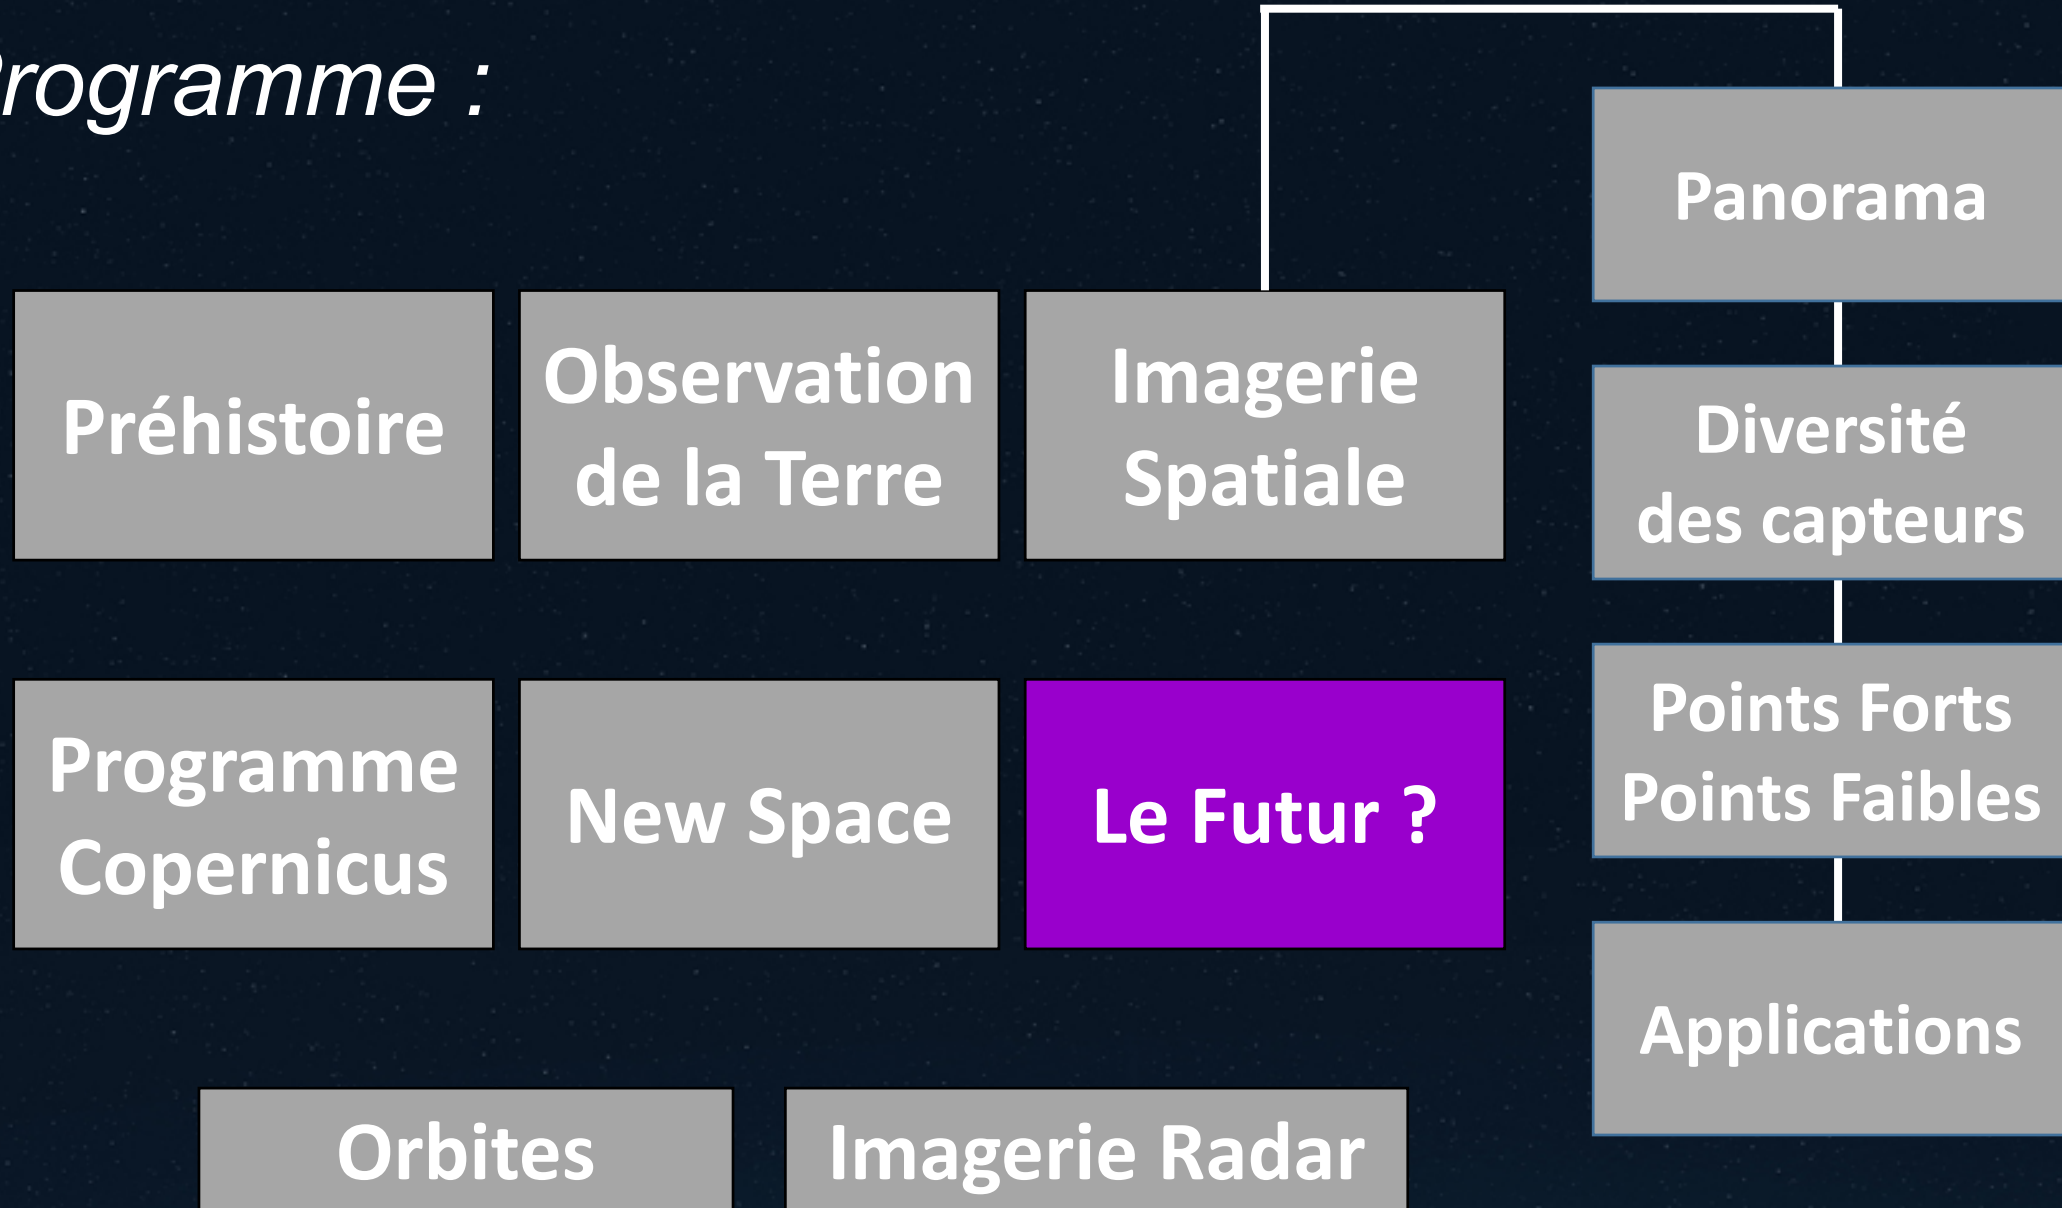 Programme :
Préhistoire
Observation
de la Terre
Imagerie
Spatiale
Programme
Copernicus
New Space
Le Futur ?
Orbites
Imagerie Radar
Panorama
Diversité
des capteurs
Points Forts
Points Faibles
Applications